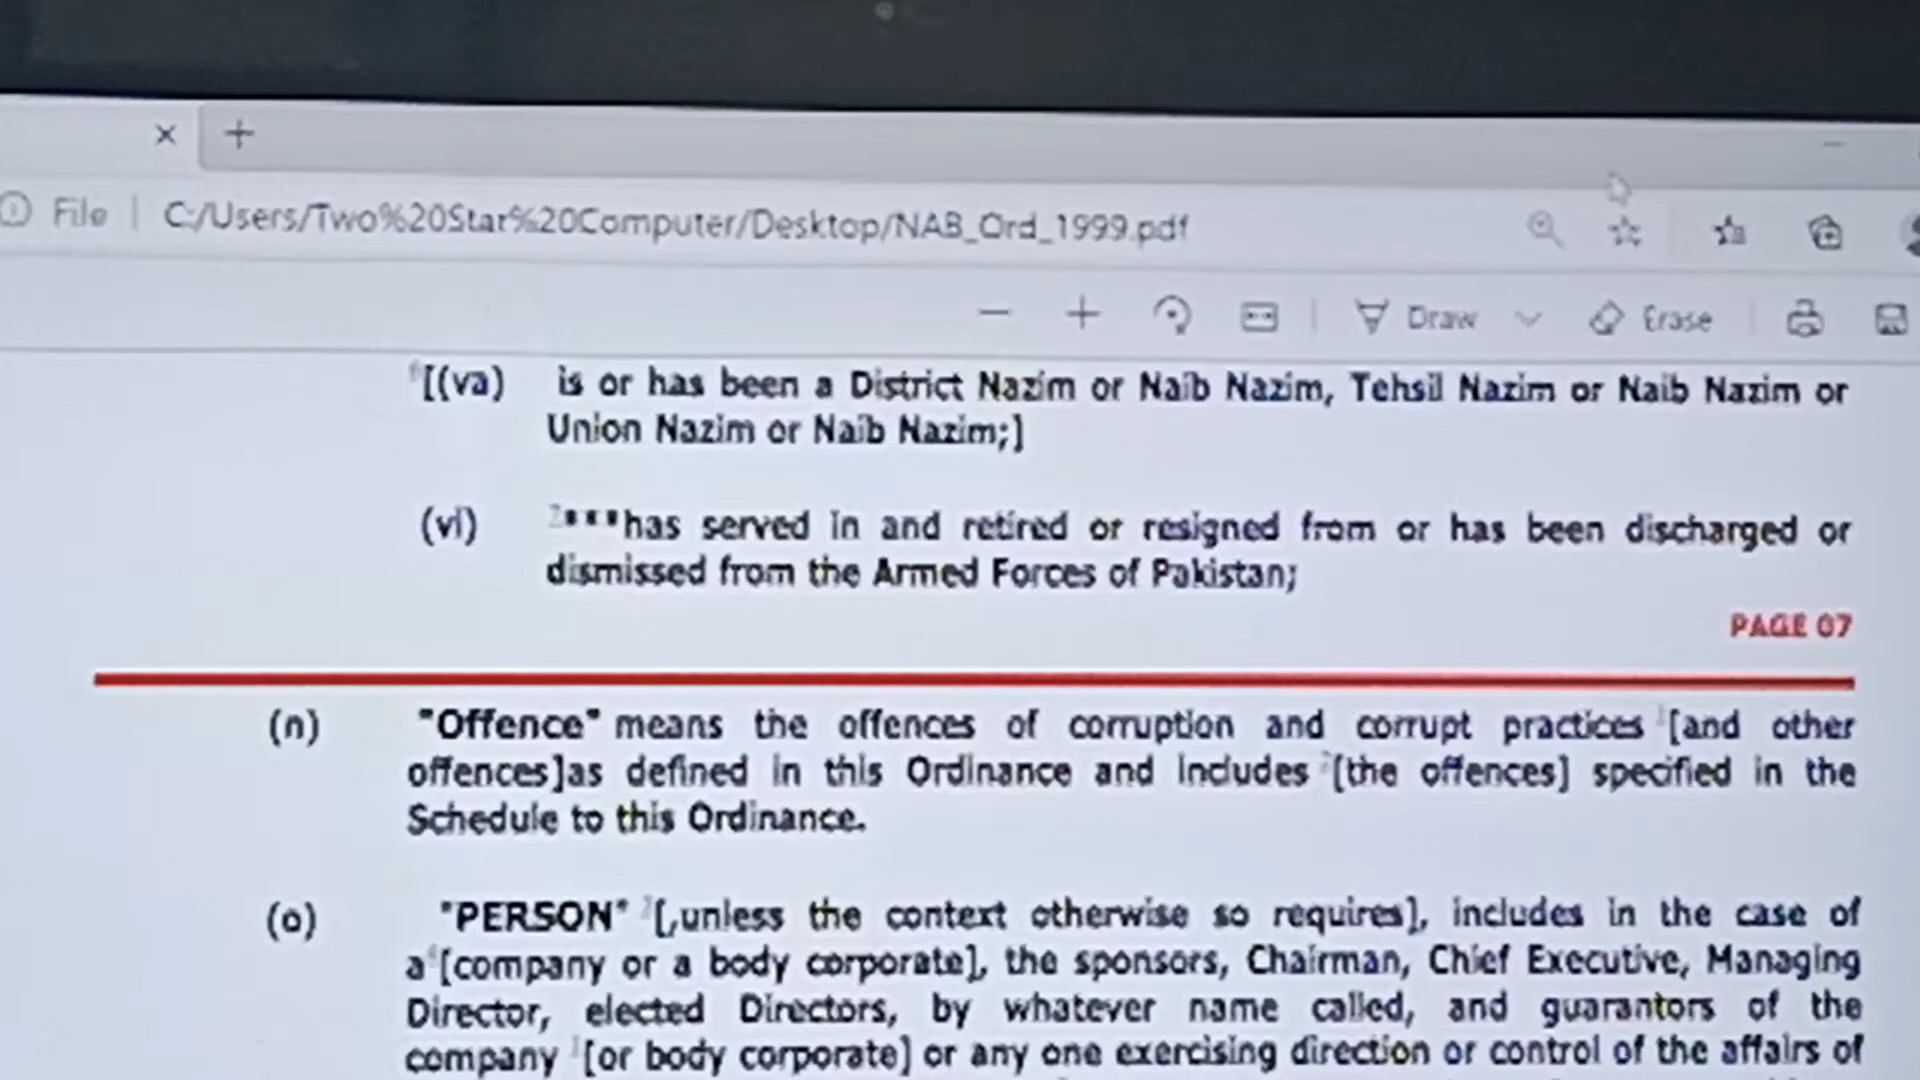 File | C:/Users/Two%20Star%20Computer/Desktop/NAB_Ord_1999.pdf
Draw Erase
[(va) is or has been a District Nazim or Naib Nazim, Tehsil Nazim or Naib Nazim or
Union Nazim or Naib Nazim;]
(vi) ***has served in and retired or resigned from or has been discharged or
dismissed from the Armed Forces of Pakistan;
PAGE 07
(n) "Offence" means the offences of corruption and corrupt practices [and other
offences]as defined in this Ordinance and includes [the offences] specified in the
Schedule to this Ordinance.
(o) "PERSON" [,unless the context otherwise so requires], includes in the case of
a [company or a body corporate], the sponsors, Chairman, Chief Executive, Managing
Director, elected Directors, by whatever name called, and guarantors of the
company [or body corporate] or any one exercising direction or control of the affairs of